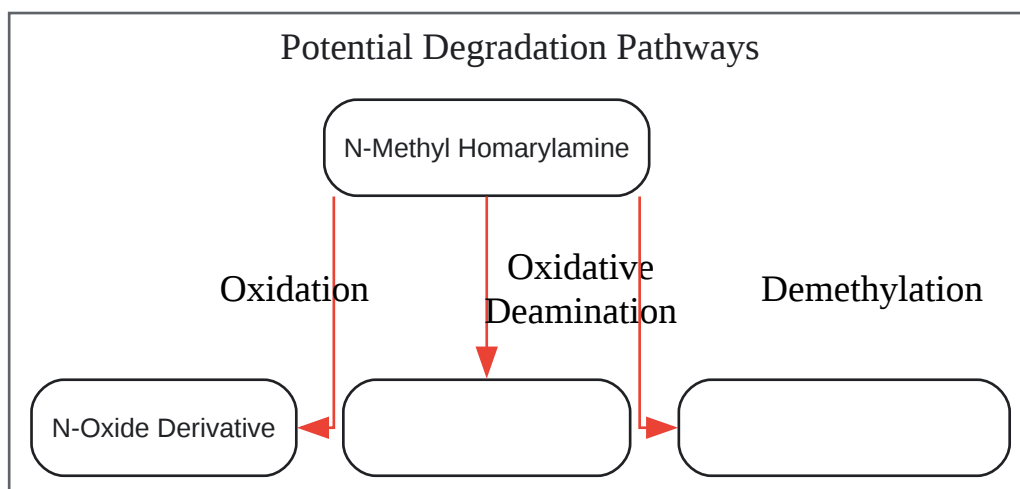 Potential Degradation Pathways
N-Methyl Homarylamine
Oxidation
Oxidative
Deamination
Demethylation
N-Oxide Derivative